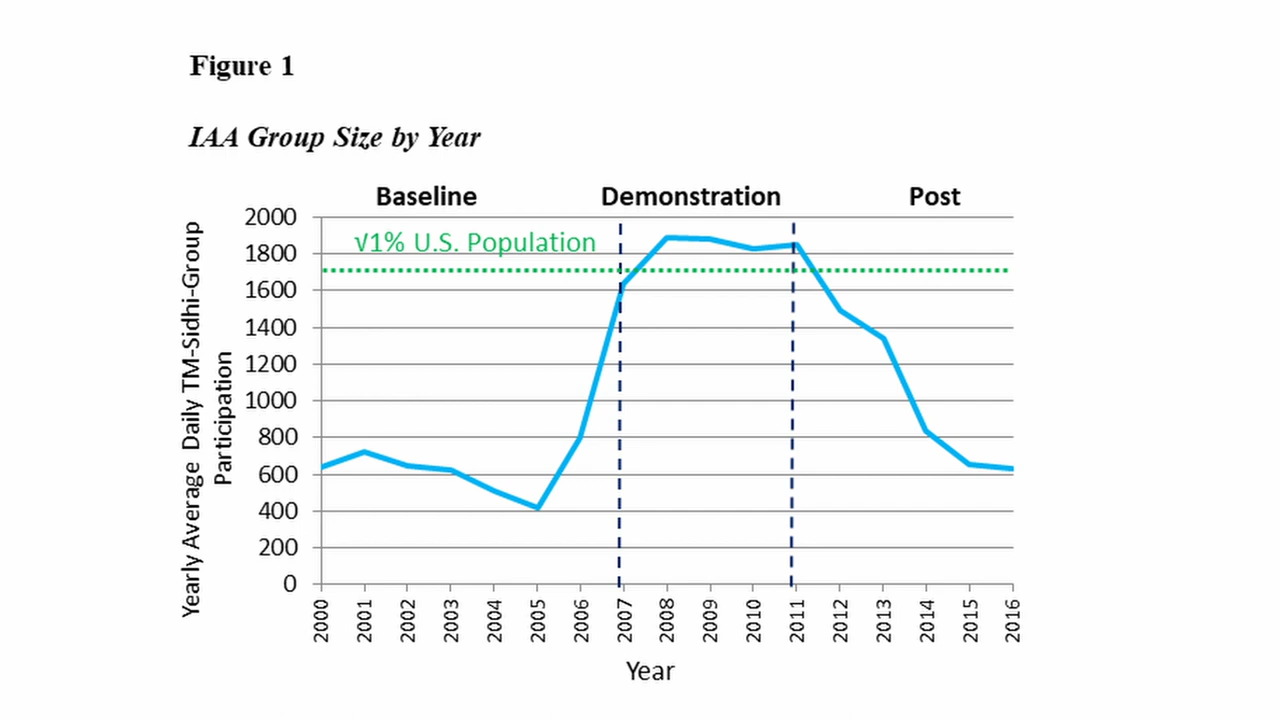 Figure 1
IAA Group Size by Year
Baseline Demonstration Post
√1% U.S. Population
Yearly Average Daily TM-Sidhi-Group
Participation
2000
1800
1600
1400
1200
1000
800
600
400
200
0
2000 2001 2002 2003 2004 2005 2006 2007 2008 2009 2010 2011 2012 2013 2014 2015 2016
Year